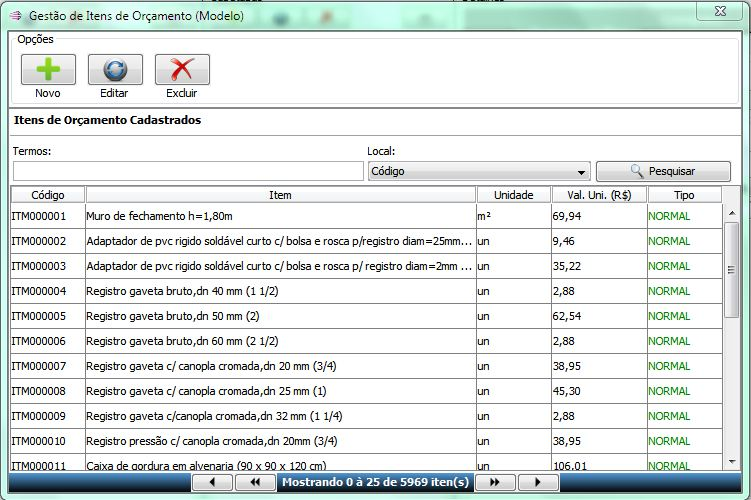 Gestão de Itens de Orçamento (Modelo)
Opções
Novo Editar Excluir
Itens de Orçamento Cadastrados
Termos: Local:
Código Pesquisar
Código Item Unidade Val. Uni. (R$) Tipo
ITM000001 Muro de fechamento h=1,80m m² 69,94 NORMAL
ITM000002 Adaptador de pvc rigido soldável curto c/ bolsa e rosca p/registro diam=25mm... un 9,46 NORMAL
ITM000003 Adaptador de pvc rigido soldável curto c/ bolsa e rosca p/ registro diam=2mm ... un 35,22 NORMAL
ITM000004 Registro gaveta bruto,dn 40 mm (1 1/2) un 2,88 NORMAL
ITM000005 Registro gaveta bruto,dn 50 mm (2) un 62,54 NORMAL
ITM000006 Registro gaveta bruto,dn 60 mm (2 1/2) un 2,88 NORMAL
ITM000007 Registro gaveta c/ canopla cromada,dn 20 mm (3/4) un 38,95 NORMAL
ITM000008 Registro gaveta c/ canopla cromada,dn 25 mm (1) un 45,30 NORMAL
ITM000009 Registro gaveta c/canopla cromada,dn 32 mm (1 1/4) un 2,88 NORMAL
ITM000010 Registro pressão c/ canopla cromada,dn 20mm (3/4) un 38,95 NORMAL
ITM000011 Caixa de gordura em alvenaria (90 x 90 x 120 cm) un 106,01 NORMAL
Mostrando 0 à 25 de 5969 iten(s)